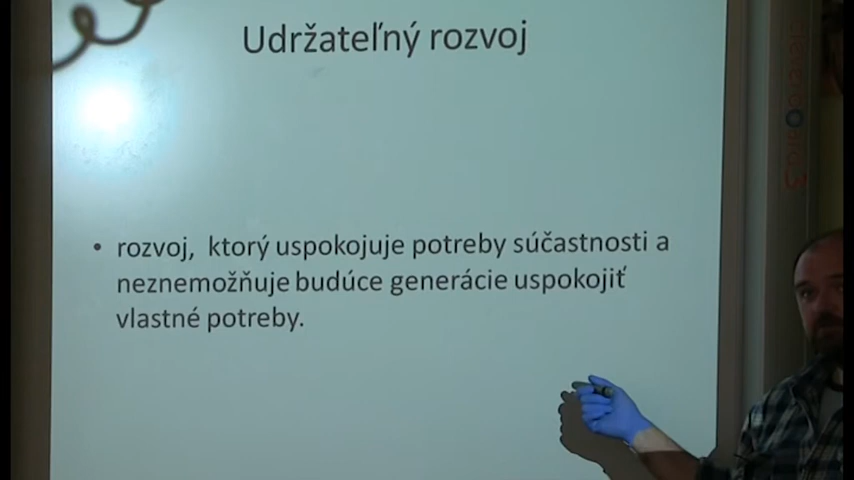 Udržateľný rozvoj
• rozvoj, ktorý uspokojuje potreby súčastnosti a
neznemožňuje budúce generácie uspokojiť
vlastné potreby.